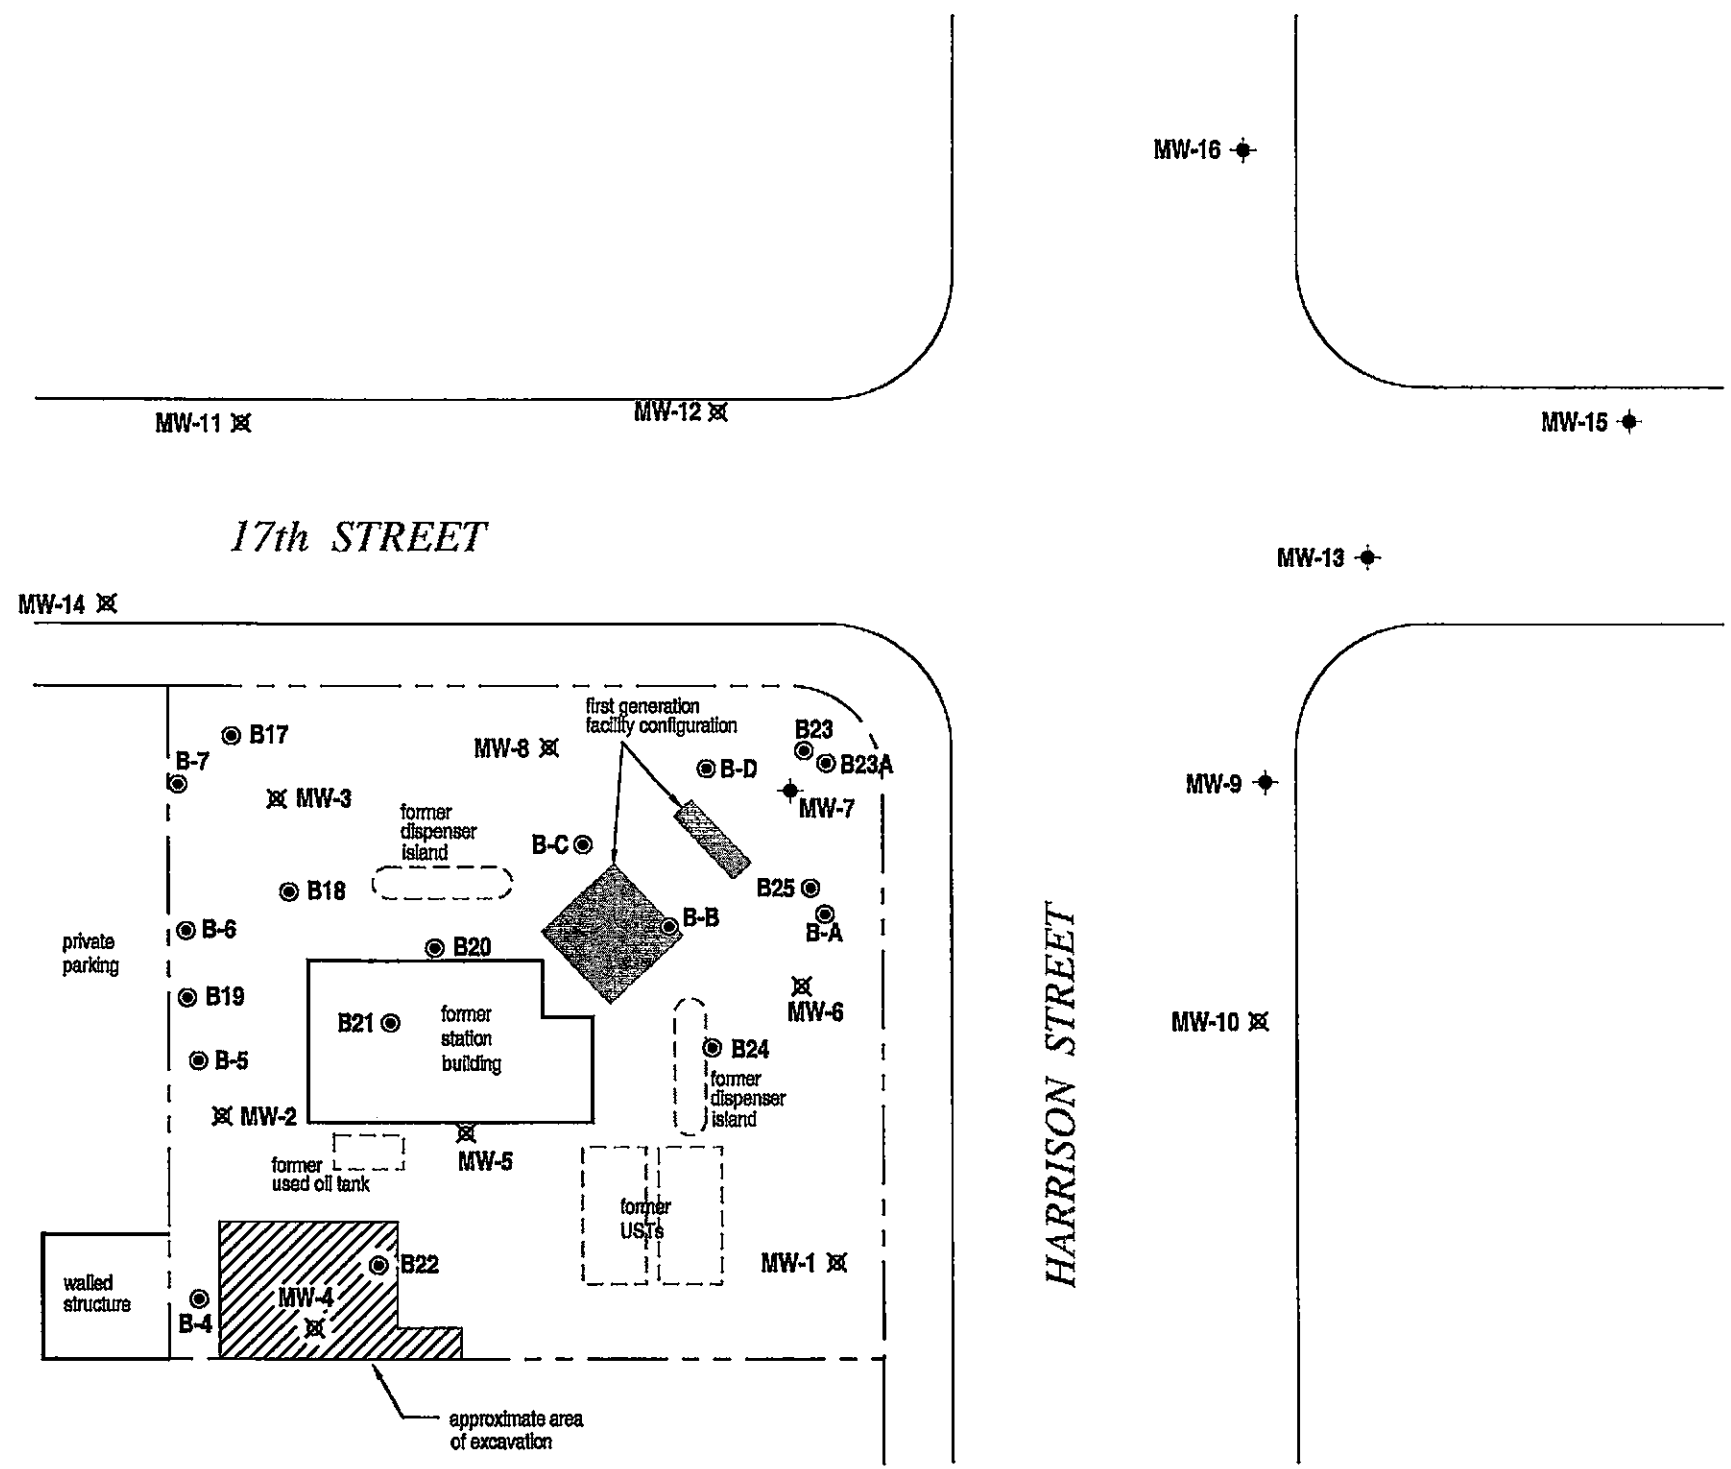 MW-16
MW-11
MW-12
MW-15
17th STREET
MW-13
MW-14
first generation
facility configuration
B17
B-7
MW-8
B23
B-D
B23A
MW-9
MW-3
MW-7
former
dispenser
island
B-C
B18
B25
B-6
B-B
B-A
private
parking
B20
B19
MW-6
B21
former
station
building
MW-10
HARRISON STREET
B24
B-5
former
dispenser
island
MW-2
MW-5
former
used oil tank
former
USTs
B22
MW-1
walled
structure
MW-4
B-4
approximate area
of excavation